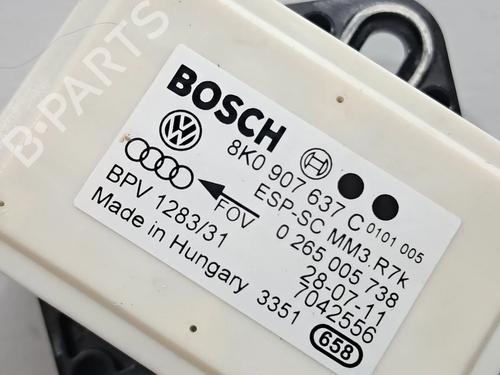 B-PARTS
BOSCH
8K0 907 637 C 0101 005
ESP-SC MM3.R7k
FOV
0 265 005 738
BPV 1283/31
28-07-11
7042556
Made in Hungary 3351
658